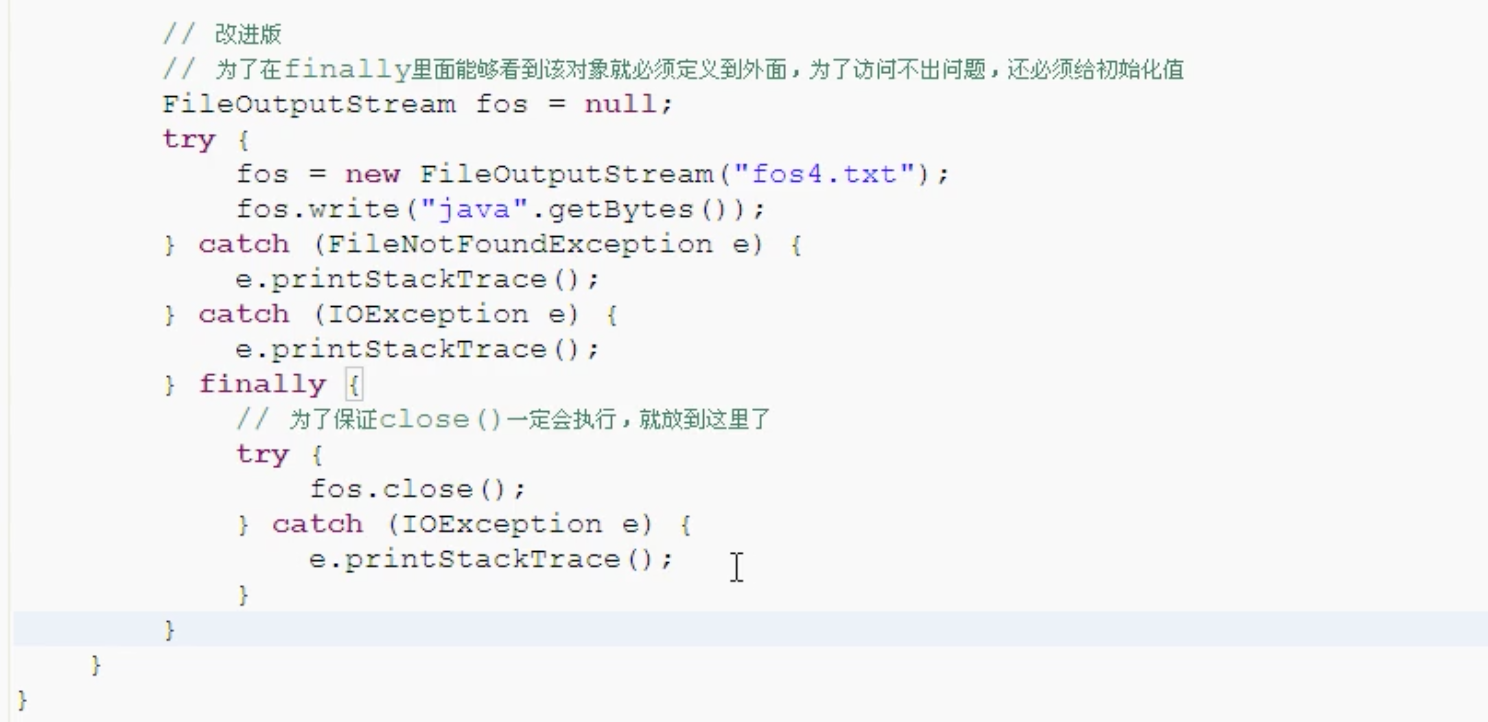 // 改进版
// 为了在finally里面能够看到该对象就必须定义到外面，为了访问不出问题，还必须给初始化值
FileOutputStream fos = null;
try {
fos = new FileOutputStream("fos4.txt");
fos.write("java".getBytes());
} catch (FileNotFoundException e) {
e.printStackTrace();
} catch (IOException e) {
e.printStackTrace();
} finally {
// 为了保证close()一定会执行，就放到这里了
try {
fos.close();
} catch (IOException e) {
e.printStackTrace();
}
}
}
}